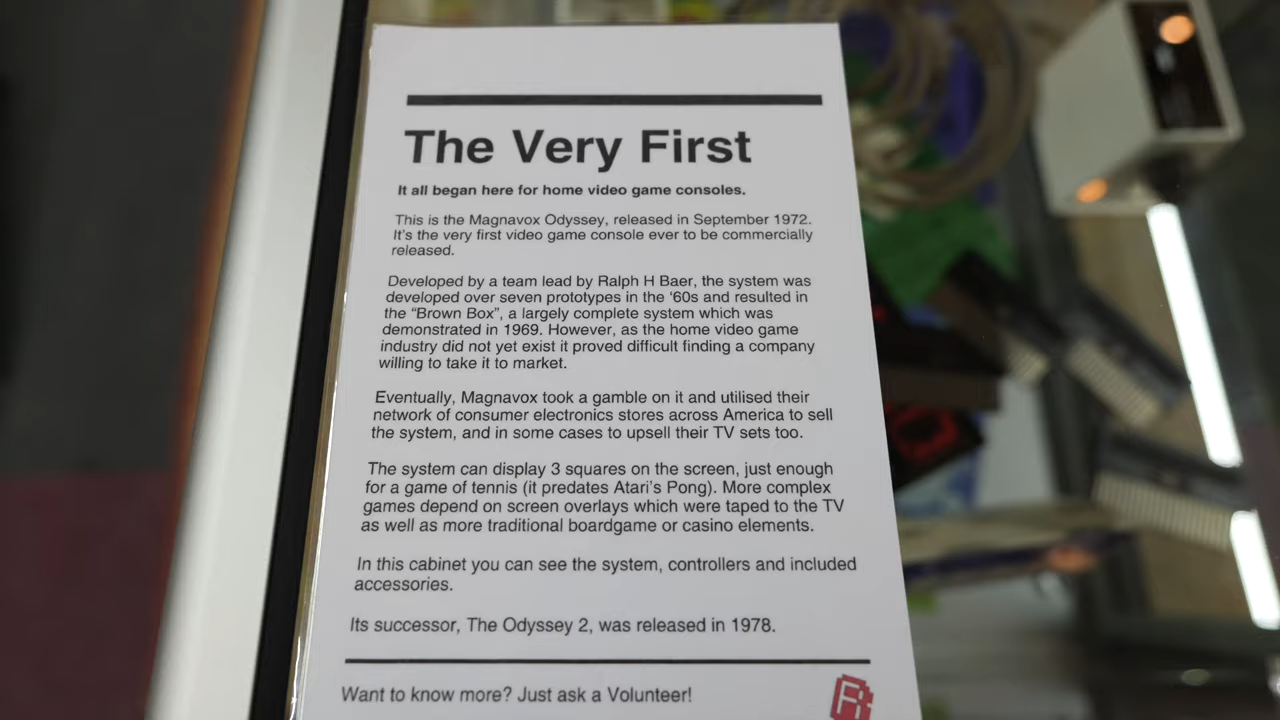 The Very First
It all began here for home video game consoles.
This is the Magnavox Odyssey, released in September 1972.
It's the very first video game console ever to be commercially
released.
Developed by a team lead by Ralph H Baer, the system was
developed over seven prototypes in the '60s and resulted in
the “Brown Box”, a largely complete system which was
demonstrated in 1969. However, as the home video game
industry did not yet exist it proved difficult finding a company
willing to take it to market.
Eventually, Magnavox took a gamble on it and utilised their
network of consumer electronics stores across America to sell
the system, and in some cases to upsell their TV sets too.
The system can display 3 squares on the screen, just enough
for a game of tennis (it predates Atari's Pong). More complex
games depend on screen overlays which were taped to the TV
as well as more traditional boardgame or casino elements.
In this cabinet you can see the system, controllers and included
accessories.
Its successor, The Odyssey 2, was released in 1978.
Want to know more? Just ask a Volunteer!
R